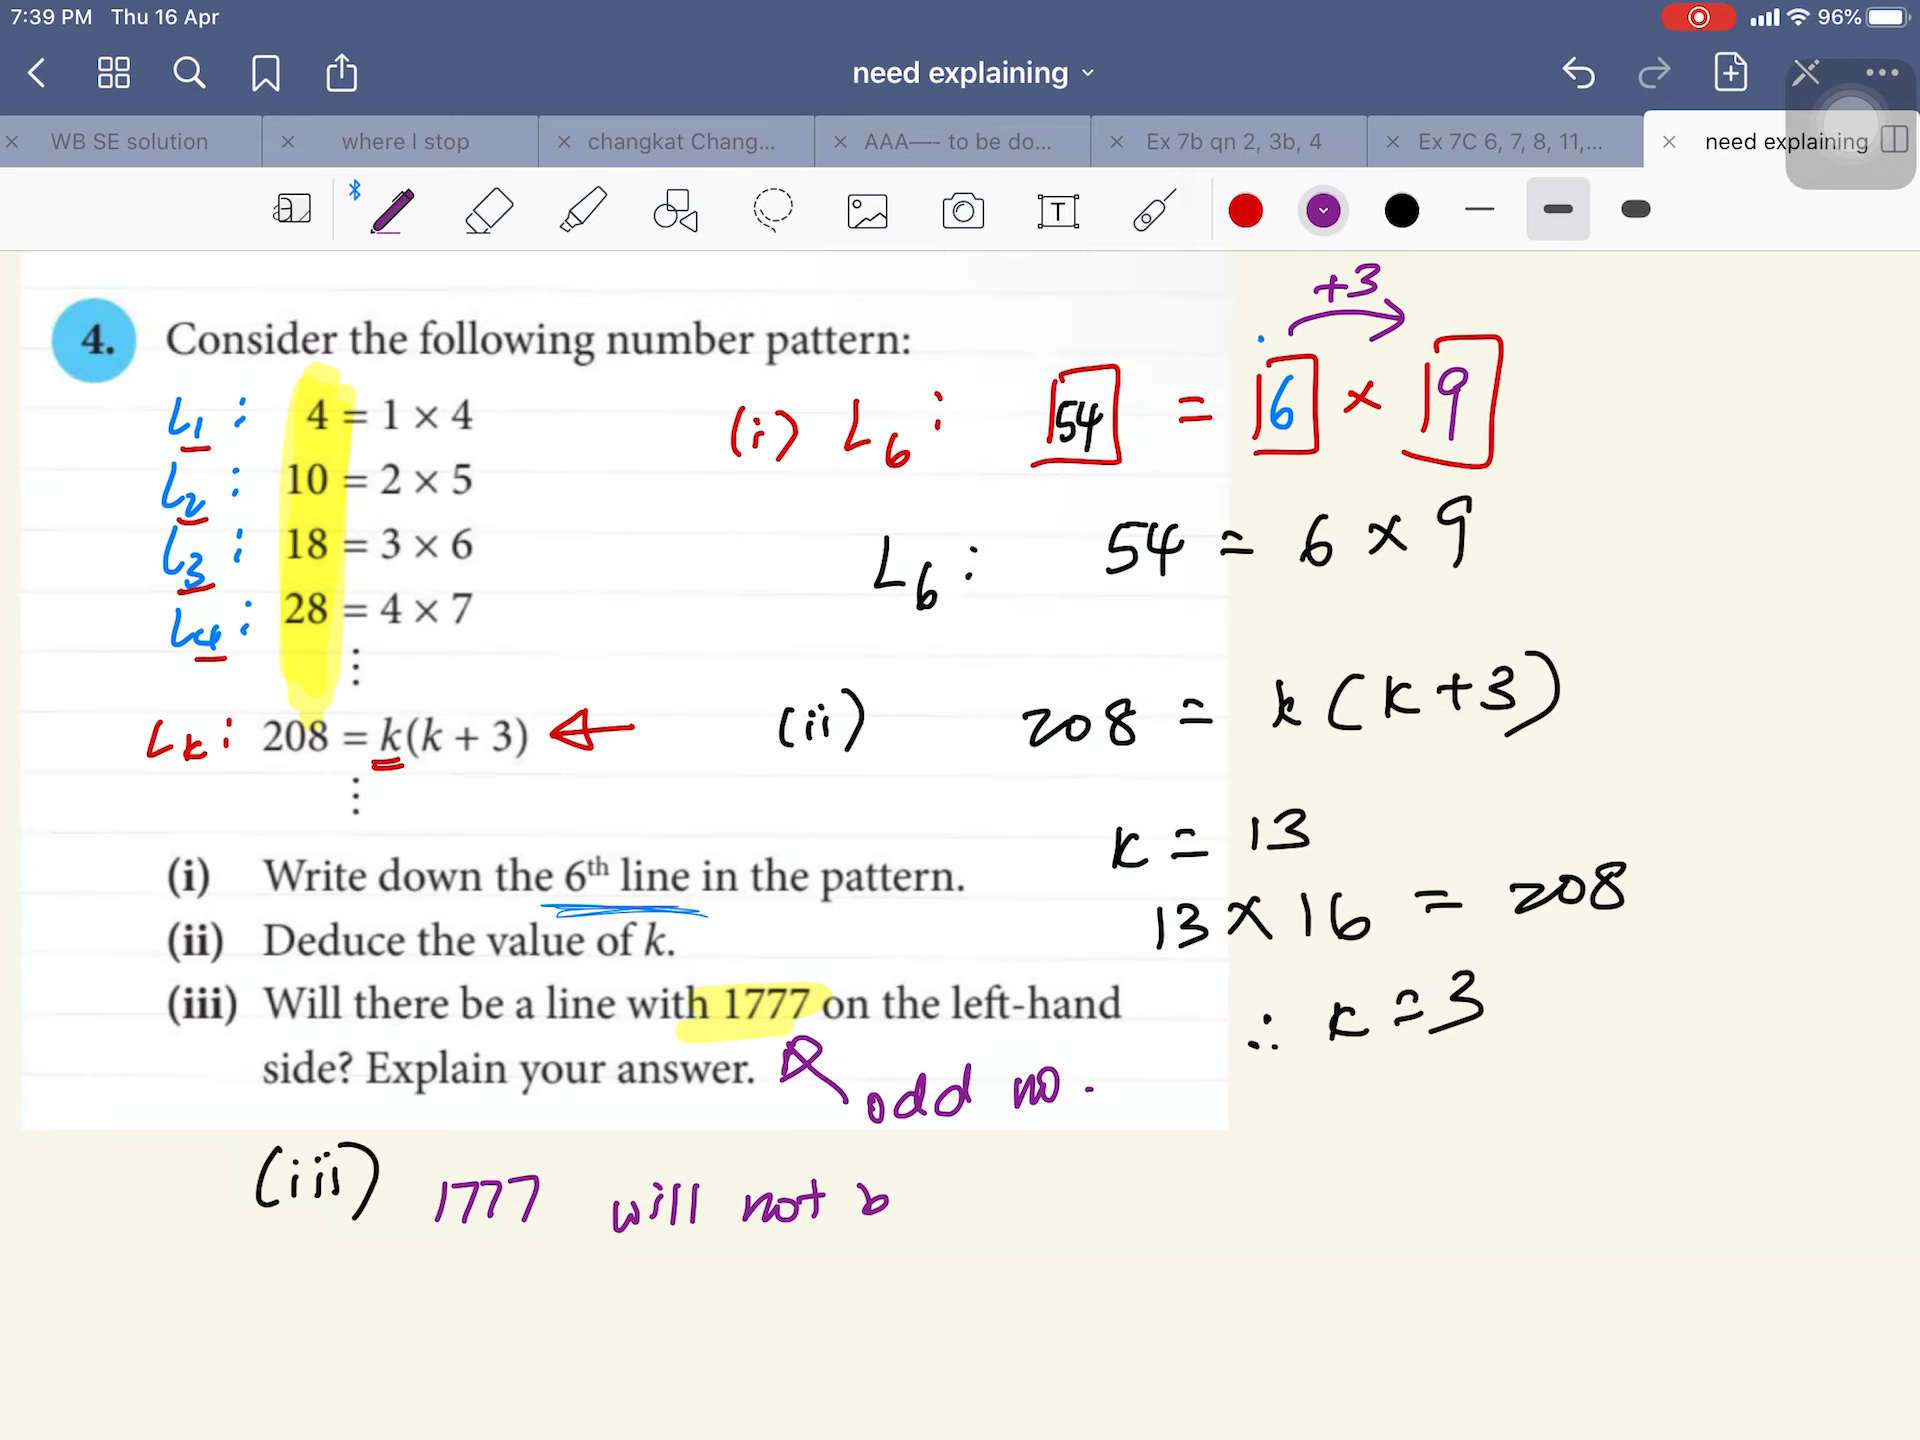 7:39 PM Thu 16 Apr
96%
need explaining
WB SE solution
where I stop
changkat Chang...
AAA—- to be do...
Ex 7b qn 2, 3b, 4
Ex 7C 6, 7, 8, 11,...
need explaining
T
+3
4. Consider the following number pattern:
L1 : 4 = 1 × 4
(i) L6 : 54 = 6 × 9
L2 : 10 = 2 × 5
L3 : 18 = 3 × 6
L6 : 54 = 6 × 9
L4 : 28 = 4 × 7
⋮
Lk : 208 = k(k + 3)
(ii) 208 = k(k+3)
⋮
k = 13
(i) Write down the 6th line in the pattern.
13 × 16 = 208
(ii) Deduce the value of k.
∴ k = 3
(iii) Will there be a line with 1777 on the left-hand
side? Explain your answer.
odd no.
(iii) 1777 will not b